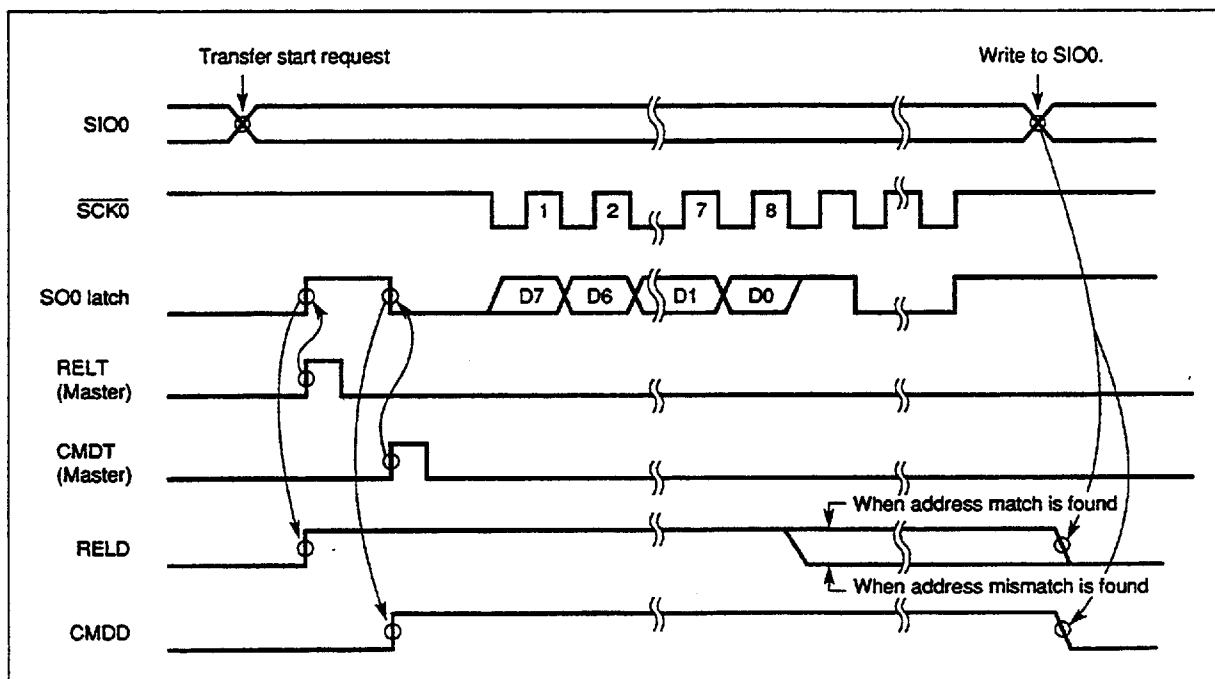 Transfer start request
Write to SIO0.
SIO0
SCK0
1 2 7 8
SO0 latch
D7 D6 D1 D0
RELT
(Master)
CMDT
(Master)
When address match is found
RELD
When address mismatch is found
CMDD